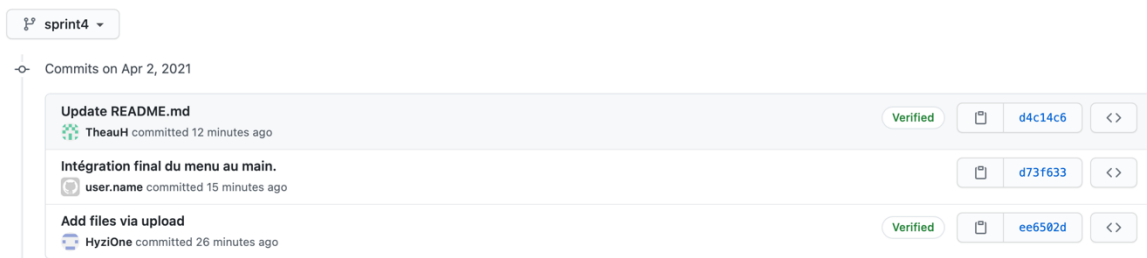 sprint4
Commits on Apr 2, 2021
Update README.md
TheauH committed 12 minutes ago
Verified
d4c14c6
Intégration final du menu au main.
user.name committed 15 minutes ago
d73f633
Add files via upload
HyziOne committed 26 minutes ago
Verified
ee6502d